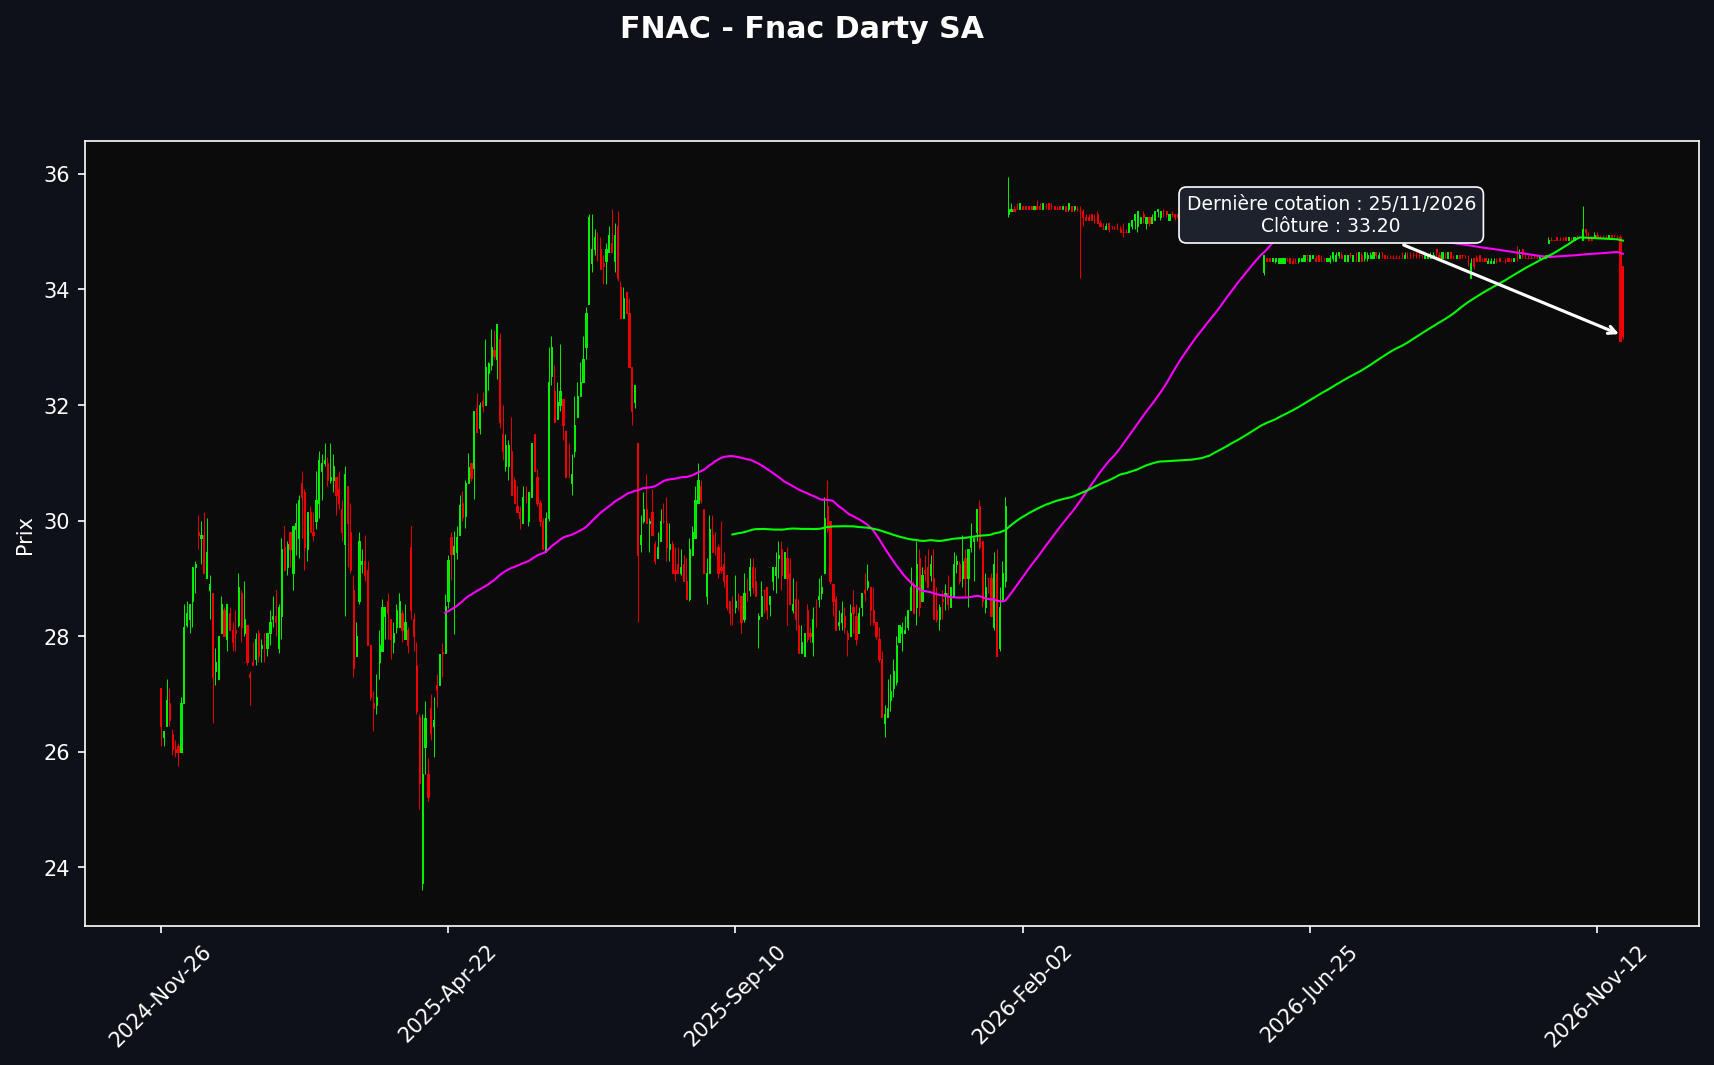 FNAC - Fnac Darty SA
Prix
36
34
32
30
28
26
24
Dernière cotation : 25/11/2026
Clôture : 33.20
2024-Nov-26
2025-Apr-22
2025-Sep-10
2026-Feb-02
2026-Jun-25
2026-Nov-12